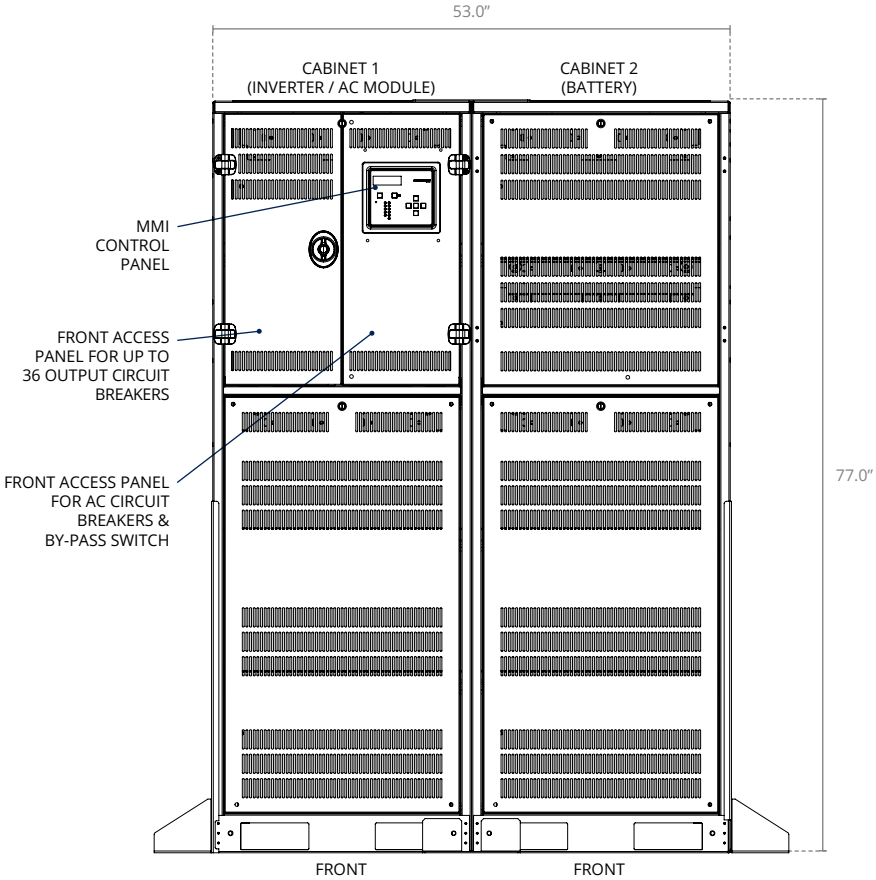 53.0”
CABINET 1
(INVERTER / AC MODULE)
CABINET 2
(BATTERY)
MMI
CONTROL
PANEL
FRONT ACCESS
PANEL FOR UP TO
36 OUTPUT CIRCUIT
BREAKERS
FRONT ACCESS PANEL
FOR AC CIRCUIT
BREAKERS &
BY-PASS SWITCH
77.0”
FRONT
FRONT